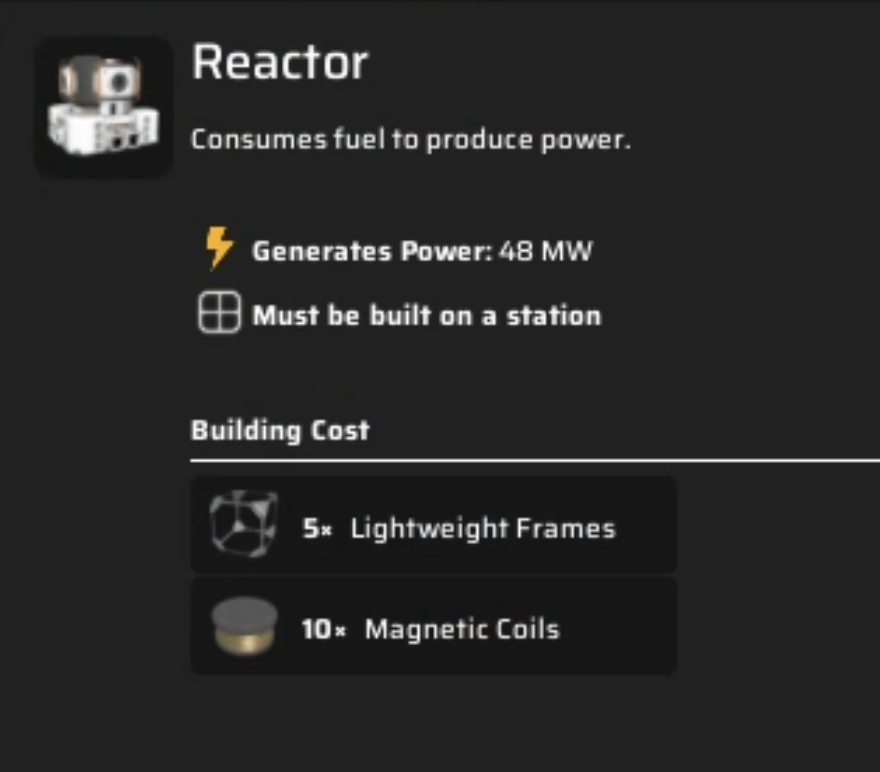 Reactor
Consumes fuel to produce power.
Generates Power: 48 MW
Must be built on a station
Building Cost
5× Lightweight Frames
10× Magnetic Coils